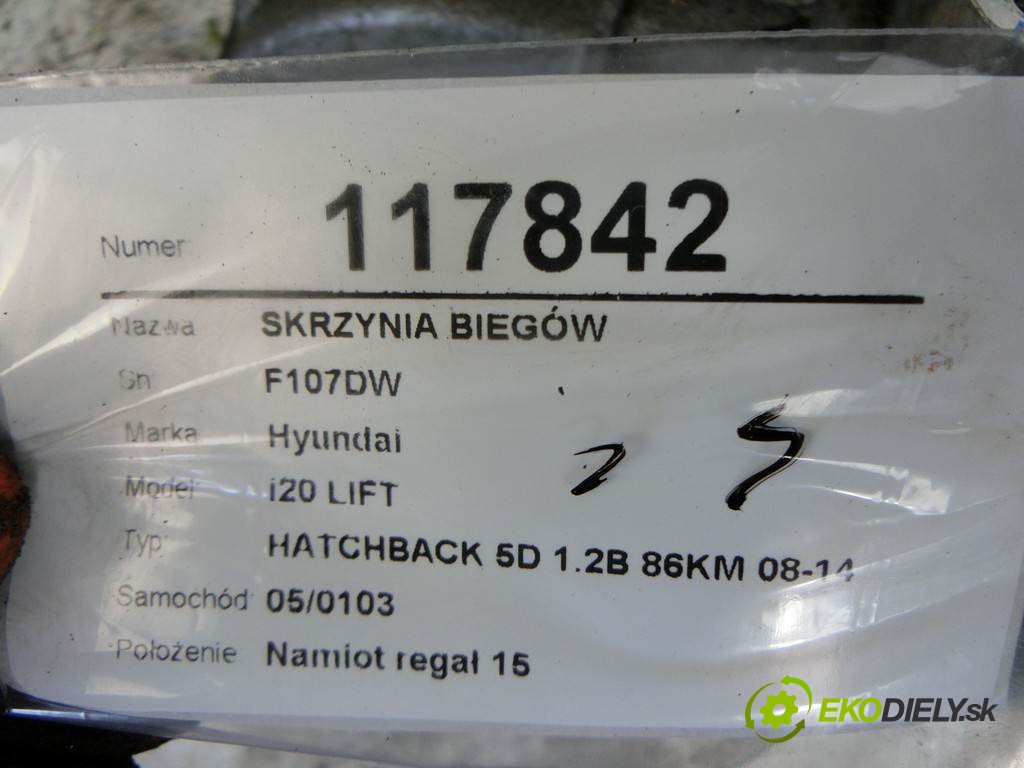 Numer 117842
Nazwa SKRZYNIA BIEGÓW
Sn F107DW
Marka Hyundai
Model i20 LIFT
Typ HATCHBACK 5D 1.2B 86KM 08-14
Samochód 05/0103
Położenie Namiot regał 15
EKODIELY.sk